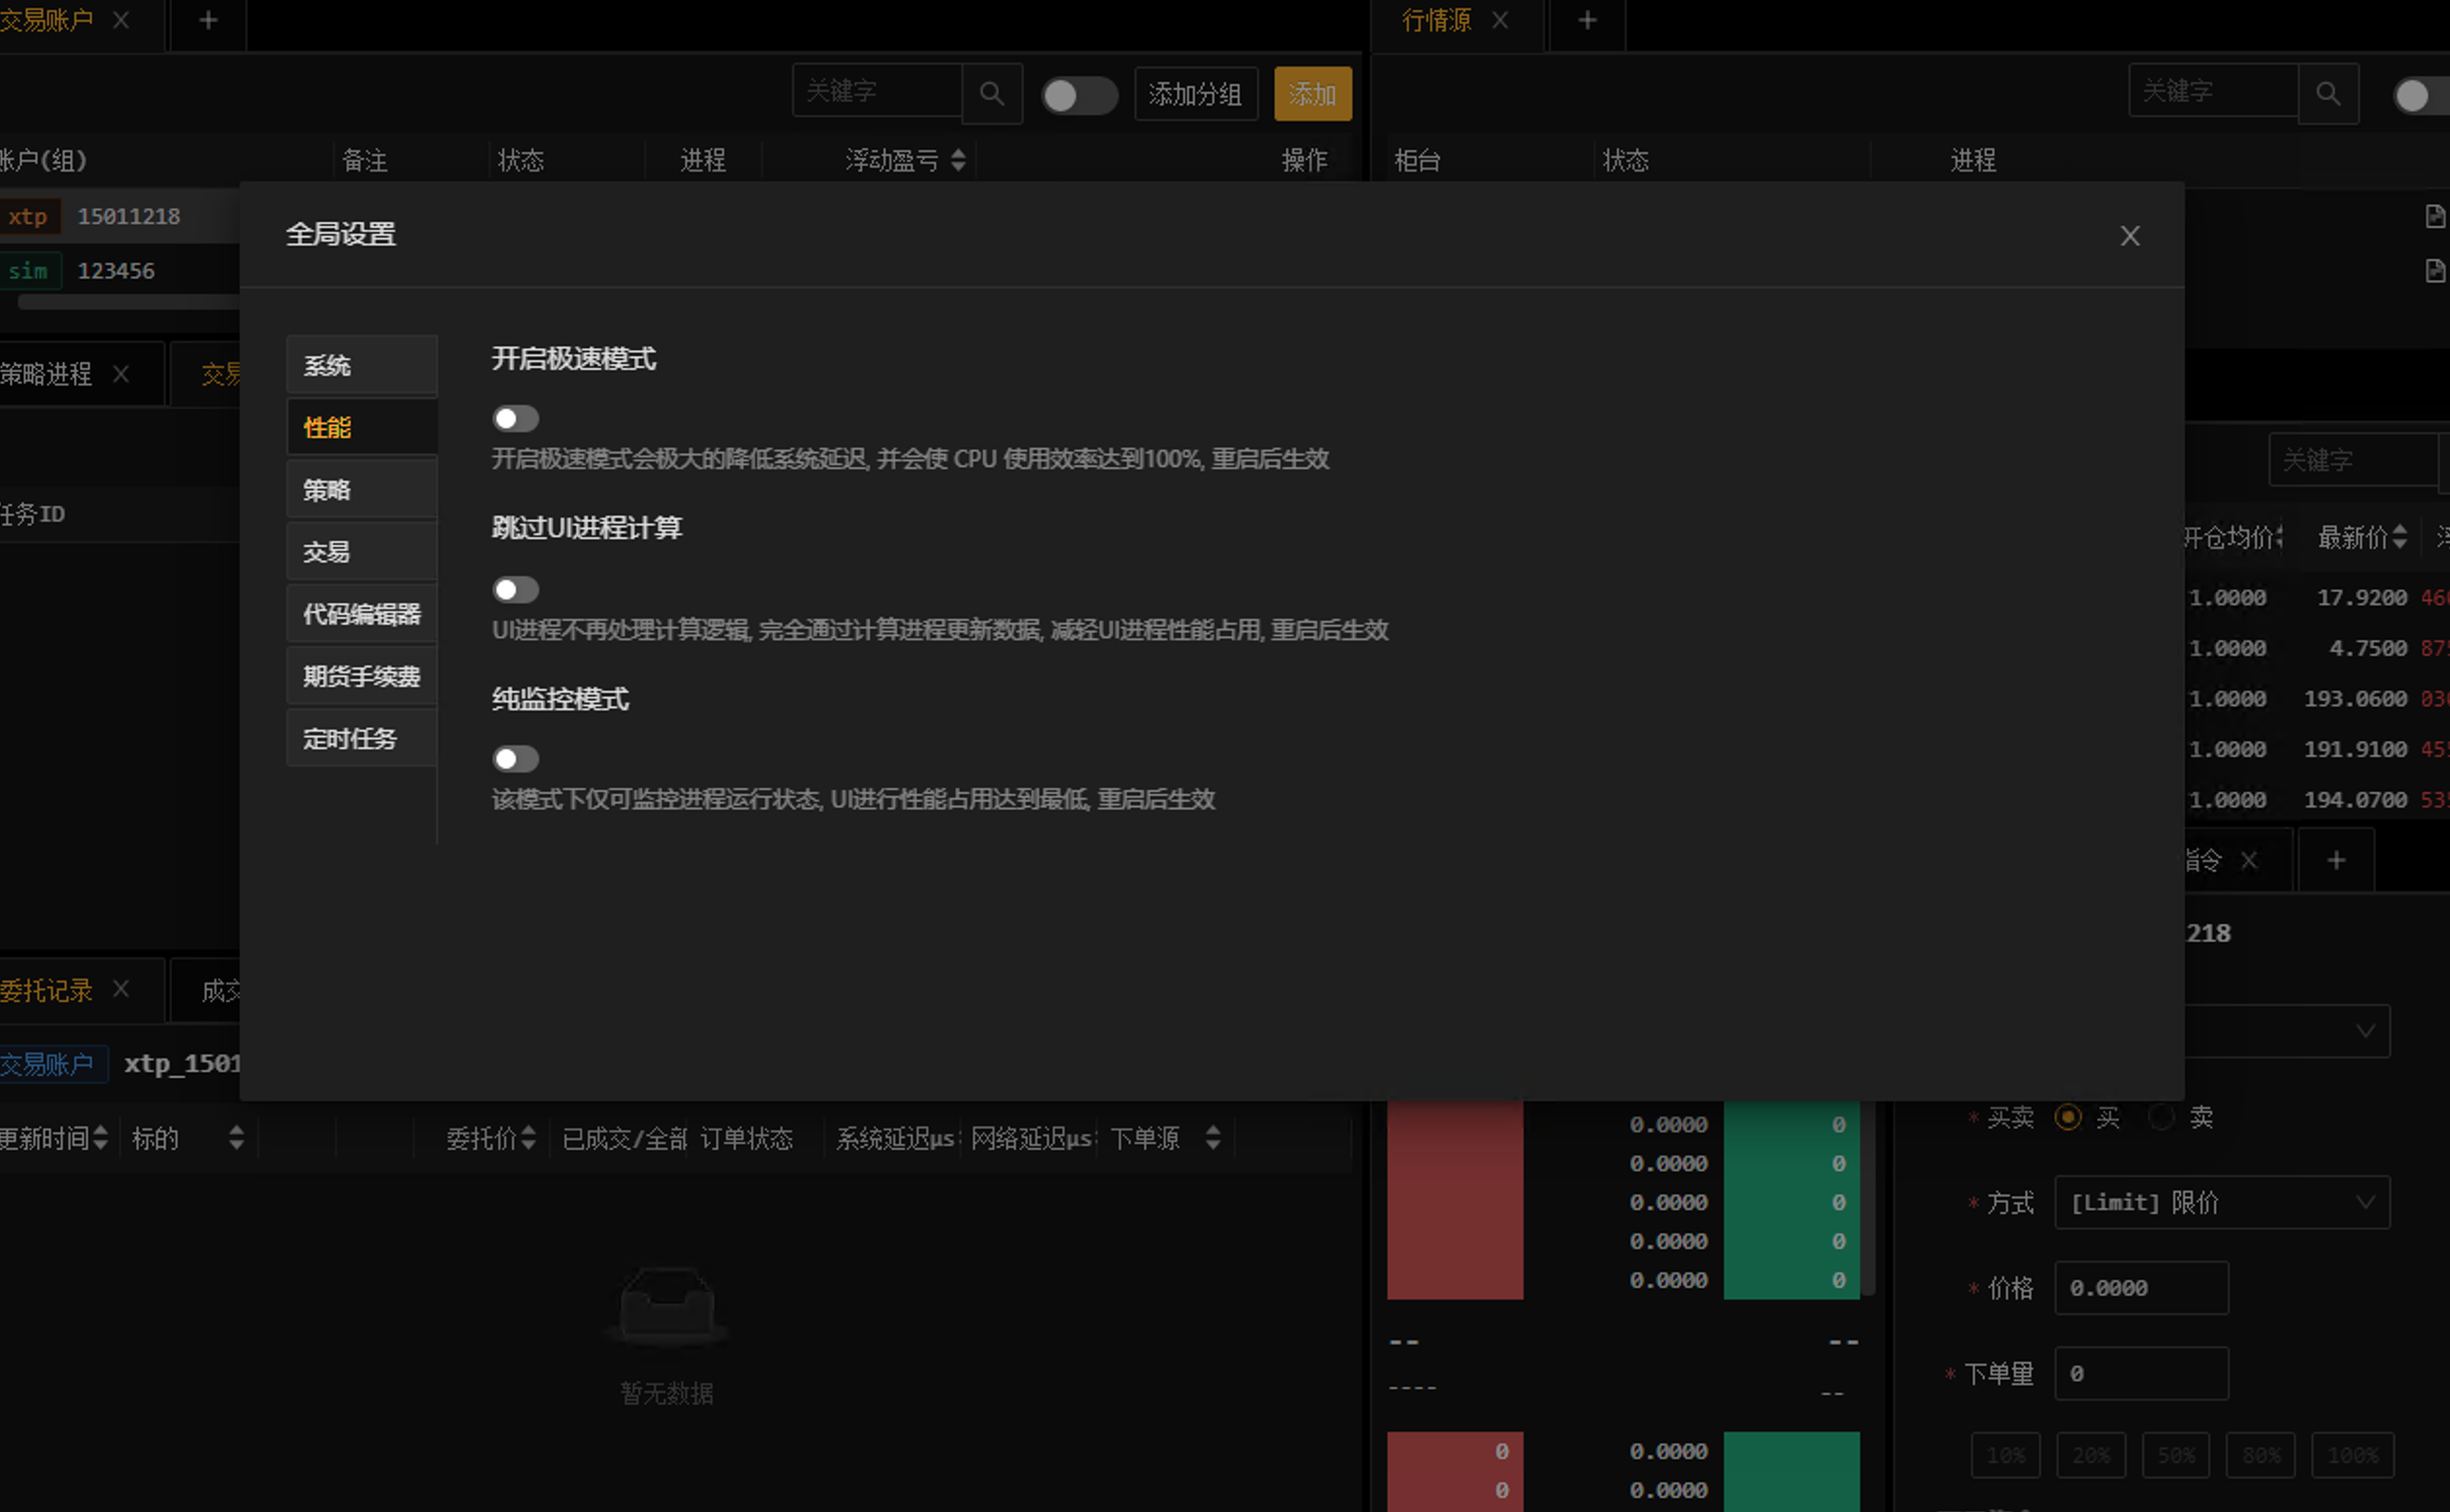 交易账户
行情源
关键字
添加分组
添加
关键字
账户(组) 备注 状态 进程 浮动盈亏 操作
柜台 状态 进程
xtp 15011218
sim 123456
全局设置
系统
性能
策略
交易
代码编辑器
期货手续费
定时任务
开启极速模式
开启极速模式会极大的降低系统延迟, 并会使 CPU 使用效率达到100%, 重启后生效
跳过UI进程计算
UI进程不再处理计算逻辑, 完全通过计算进程更新数据, 减轻UI进程性能占用, 重启后生效
纯监控模式
该模式下仅可监控进程运行状态, UI进行性能占用达到最低, 重启后生效
策略进程 交易
任务ID
关键字
开仓均价 最新价
1.0000 17.9200 460
1.0000 4.7500 875
1.0000 193.0600 030
1.0000 191.9100 455
1.0000 194.0700 535
指令
218
委托记录 成交
交易账户 xtp_1501
更新时间 标的 委托价 已成交/全部 订单状态 系统延迟μs 网络延迟μs 下单源
暂无数据
0.0000 0
0.0000 0
0.0000 0
0.0000 0
0.0000 0
-- --
---- --
0 0.0000
0 0.0000
* 买卖 买 卖
* 方式 [Limit] 限价
* 价格 0.0000
* 下单量 0
10% 20% 50% 80% 100%